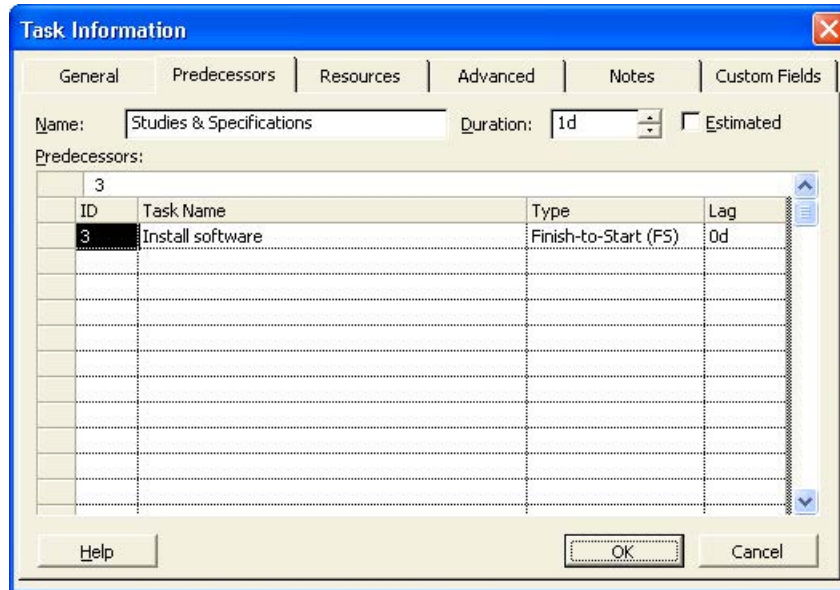 Task Information
General Predecessors Resources Advanced Notes Custom Fields
Name: Studies & Specifications Duration: 1d Estimated
Predecessors:
3
ID Task Name Type Lag
3 Install software Finish-to-Start (FS) 0d
Help OK Cancel